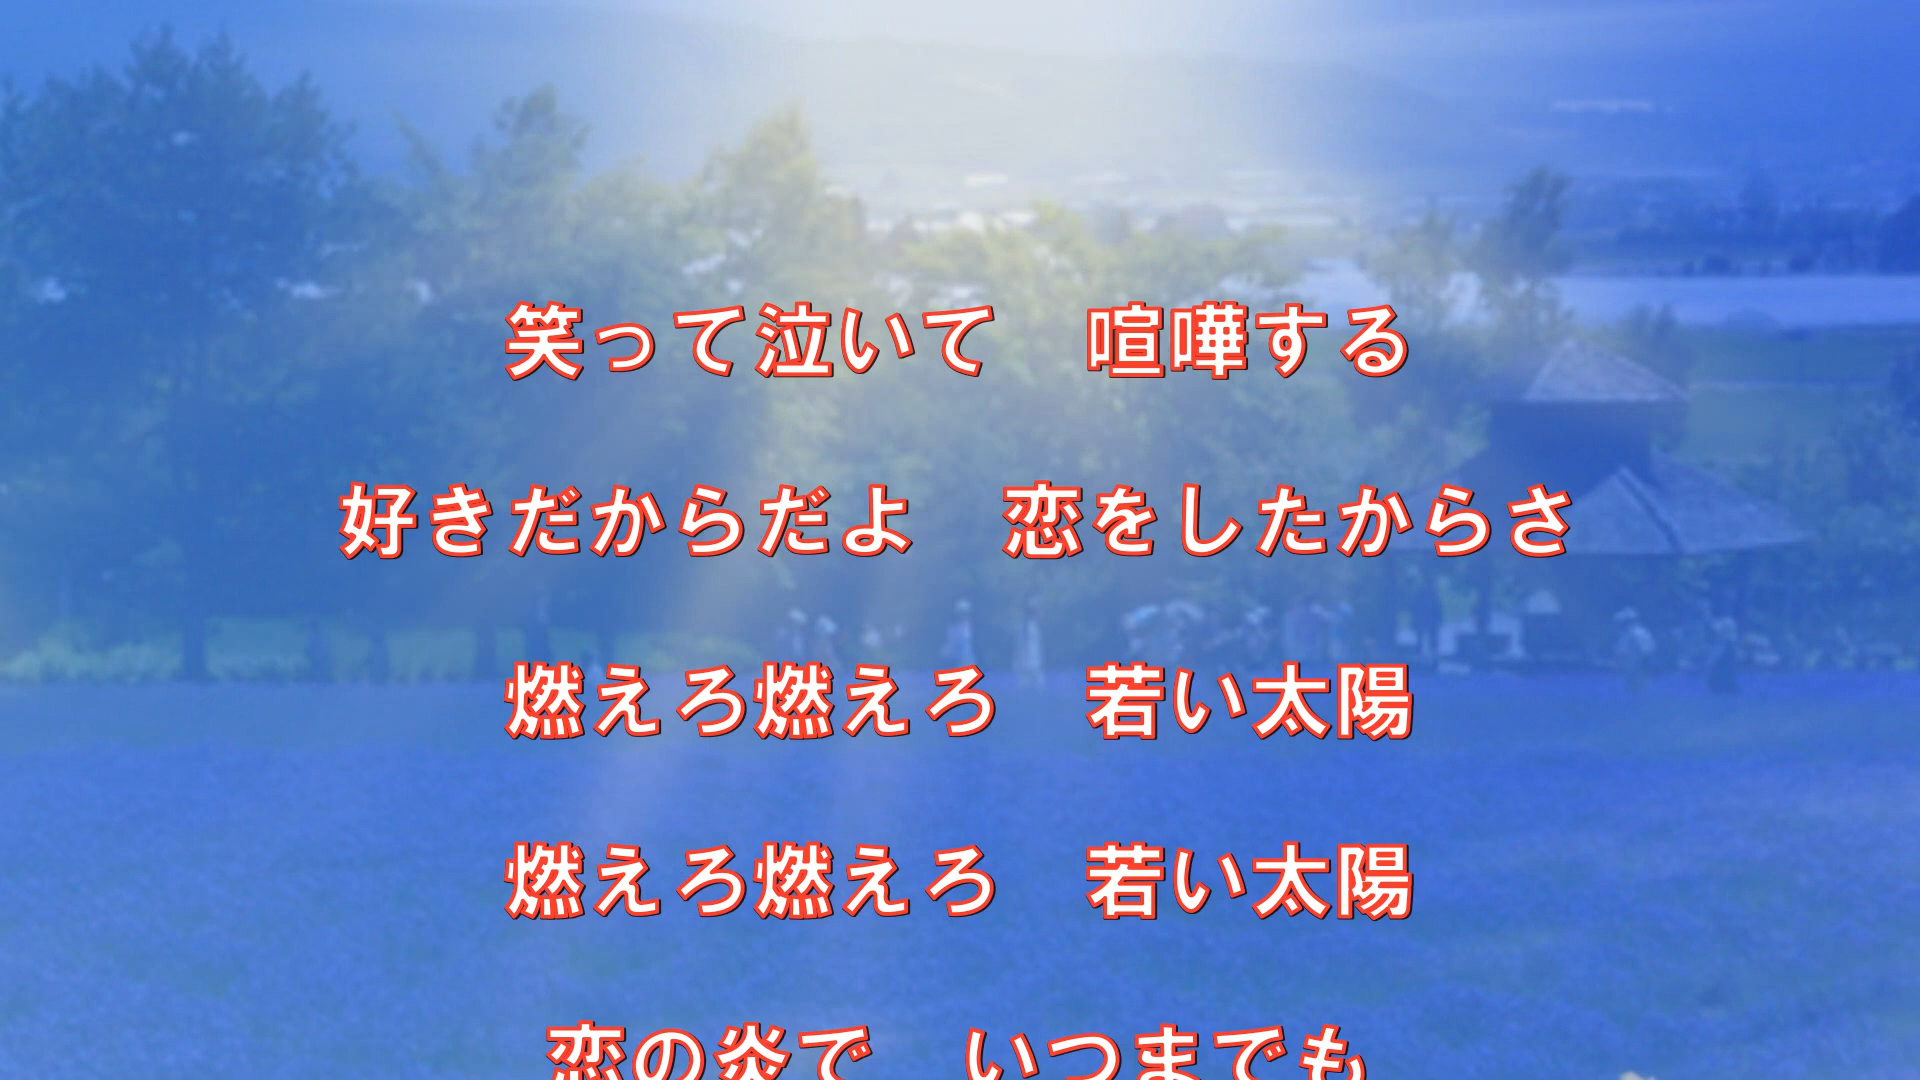 笑って泣いて　喧嘩する
好きだからだよ　恋をしたからさ
燃えろ燃えろ　若い太陽
燃えろ燃えろ　若い太陽
恋の炎で　いつまでも